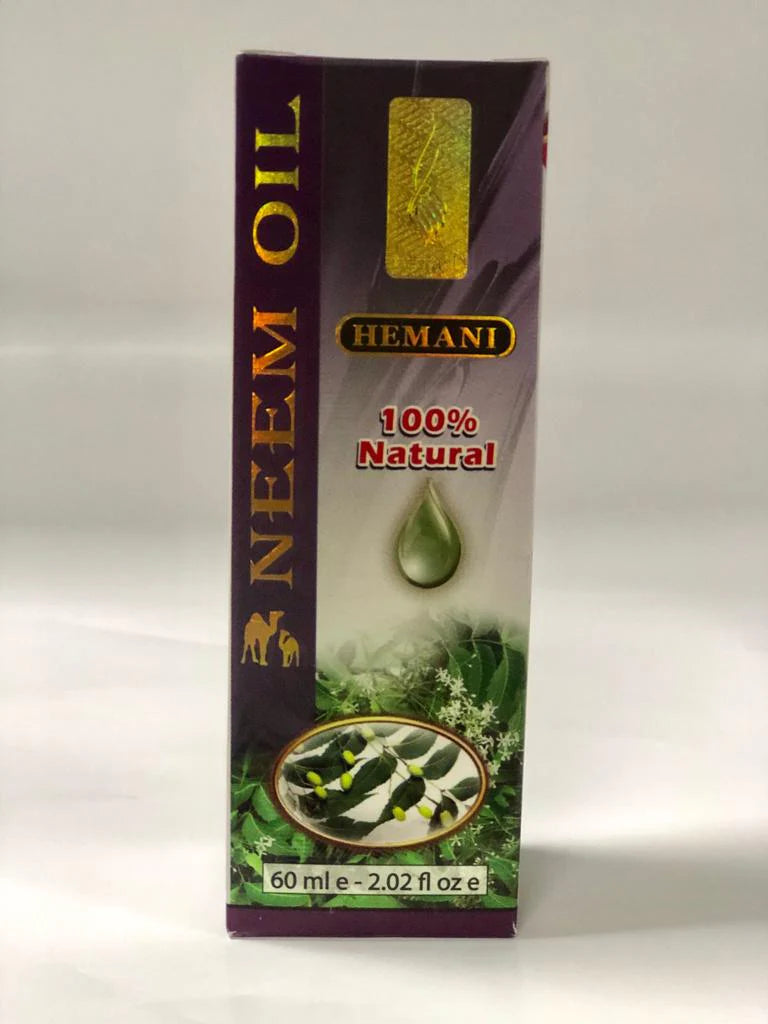 NEEM OIL
HEMANI
100%
Natural
60 ml e - 2.02 fl oz e